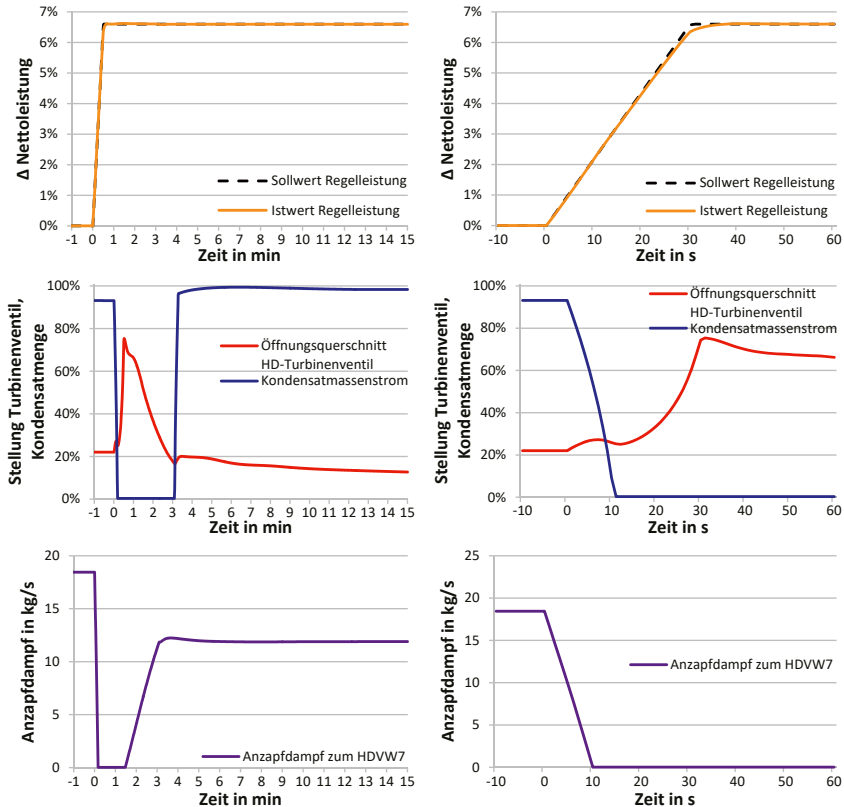 7%
6%
5%
4%
3%
2%
1%
0%
Δ Nettoleistung
Sollwert Regelleistung
Istwert Regelleistung
-1 0 1 2 3 4 5 6 7 8 9 10 11 12 13 14 15
Zeit in min
7%
6%
5%
4%
3%
2%
1%
0%
Δ Nettoleistung
Sollwert Regelleistung
Istwert Regelleistung
-10 0 10 20 30 40 50 60
Zeit in s
100%
80%
60%
40%
20%
0%
Stellung Turbinenventil,
Kondensatmenge
Öffnungsquerschnitt
HD-Turbinenventil
Kondensatmassenstrom
-1 0 1 2 3 4 5 6 7 8 9 10 11 12 13 14 15
Zeit in min
100%
80%
60%
40%
20%
0%
Stellung Turbinenventil,
Kondensatmenge
Öffnungsquerschnitt
HD-Turbinenventil
Kondensatmassenstrom
-10 0 10 20 30 40 50 60
Zeit in s
20
15
10
5
0
Anzapfdampf in kg/s
Anzapfdampf zum HDVW7
-1 0 1 2 3 4 5 6 7 8 9 10 11 12 13 14 15
Zeit in min
25
20
15
10
5
0
Anzapfdampf in kg/s
Anzapfdampf zum HDVW7
-10 0 10 20 30 40 50 60
Zeit in s